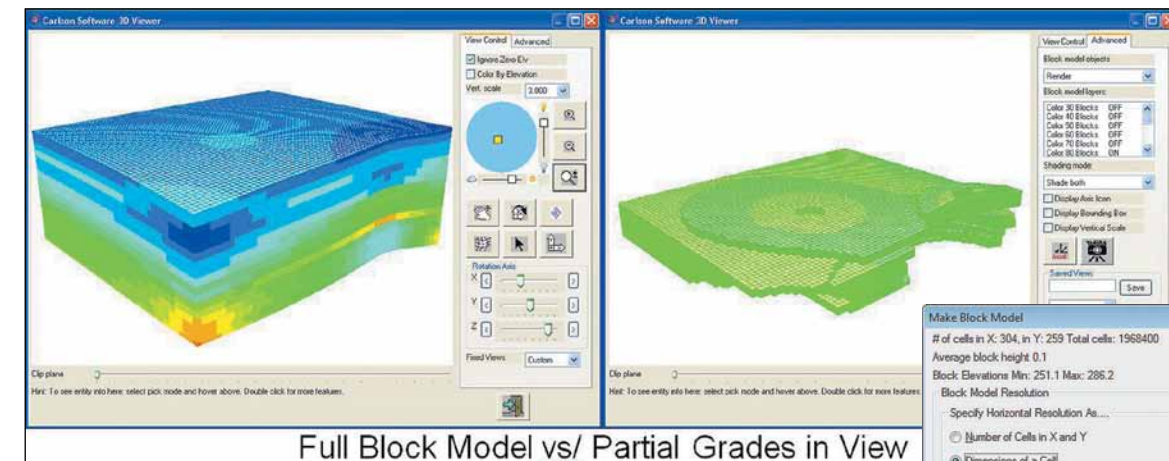 Carlson Software 3D Viewer
View Control Advanced
Ignore Zero Elv
Color By Elevation
Vert. scale 3.000
Rotation Axis
X
Y
Z
Fixed Views Custom
Clip plane
Hint: To see entity info here: select pick mode and hover above. Double click for more features.
Carlson Software 3D Viewer
View Control Advanced
Block model objects
Render
Block model layers:
Color 30 Blocks OFF
Color 40 Blocks OFF
Color 50 Blocks OFF
Color 60 Blocks OFF
Color 70 Blocks OFF
Color 80 Blocks ON
Shading mode:
Shade both
Display Axis Icon
Display Bounding Box
Display Vertical Scale
Saved Views
Save
Clip plane
Hint: To see entity info here: select pick mode and hover above. Double click for more features.
Make Block Model
# of cells in X: 304, in Y: 259 Total cells: 1968400
Average block height 0.1
Block Elevations Min: 251.1 Max: 286.2
Block Model Resolution
Specify Horizontal Resolution As....
Number of Cells in X and Y
Dimensions of a Cell
Full Block Model vs/ Partial Grades in View